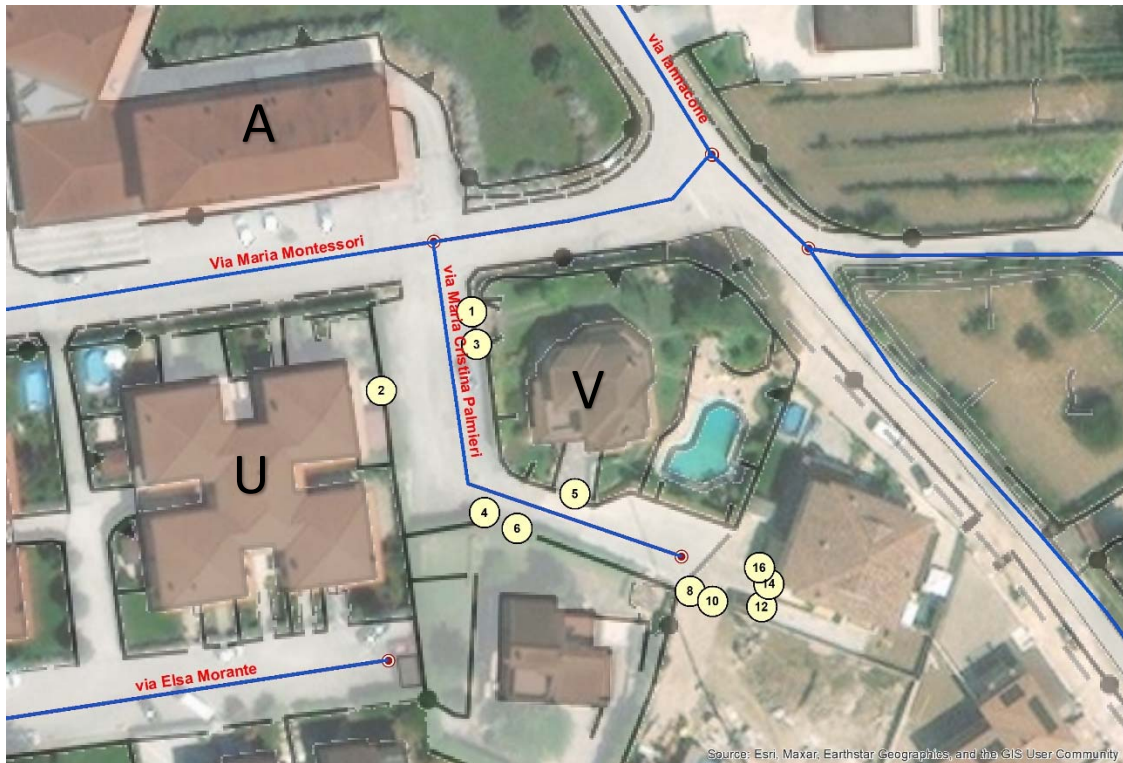 A
via Iannacone
Via Maria Montessori
via Maria Cristina Palmieri
1
3
2
V
U
5
4
6
16
14
8
10
12
via Elsa Morante
Source: Esri, Maxar, Earthstar Geographics, and the GIS User Community